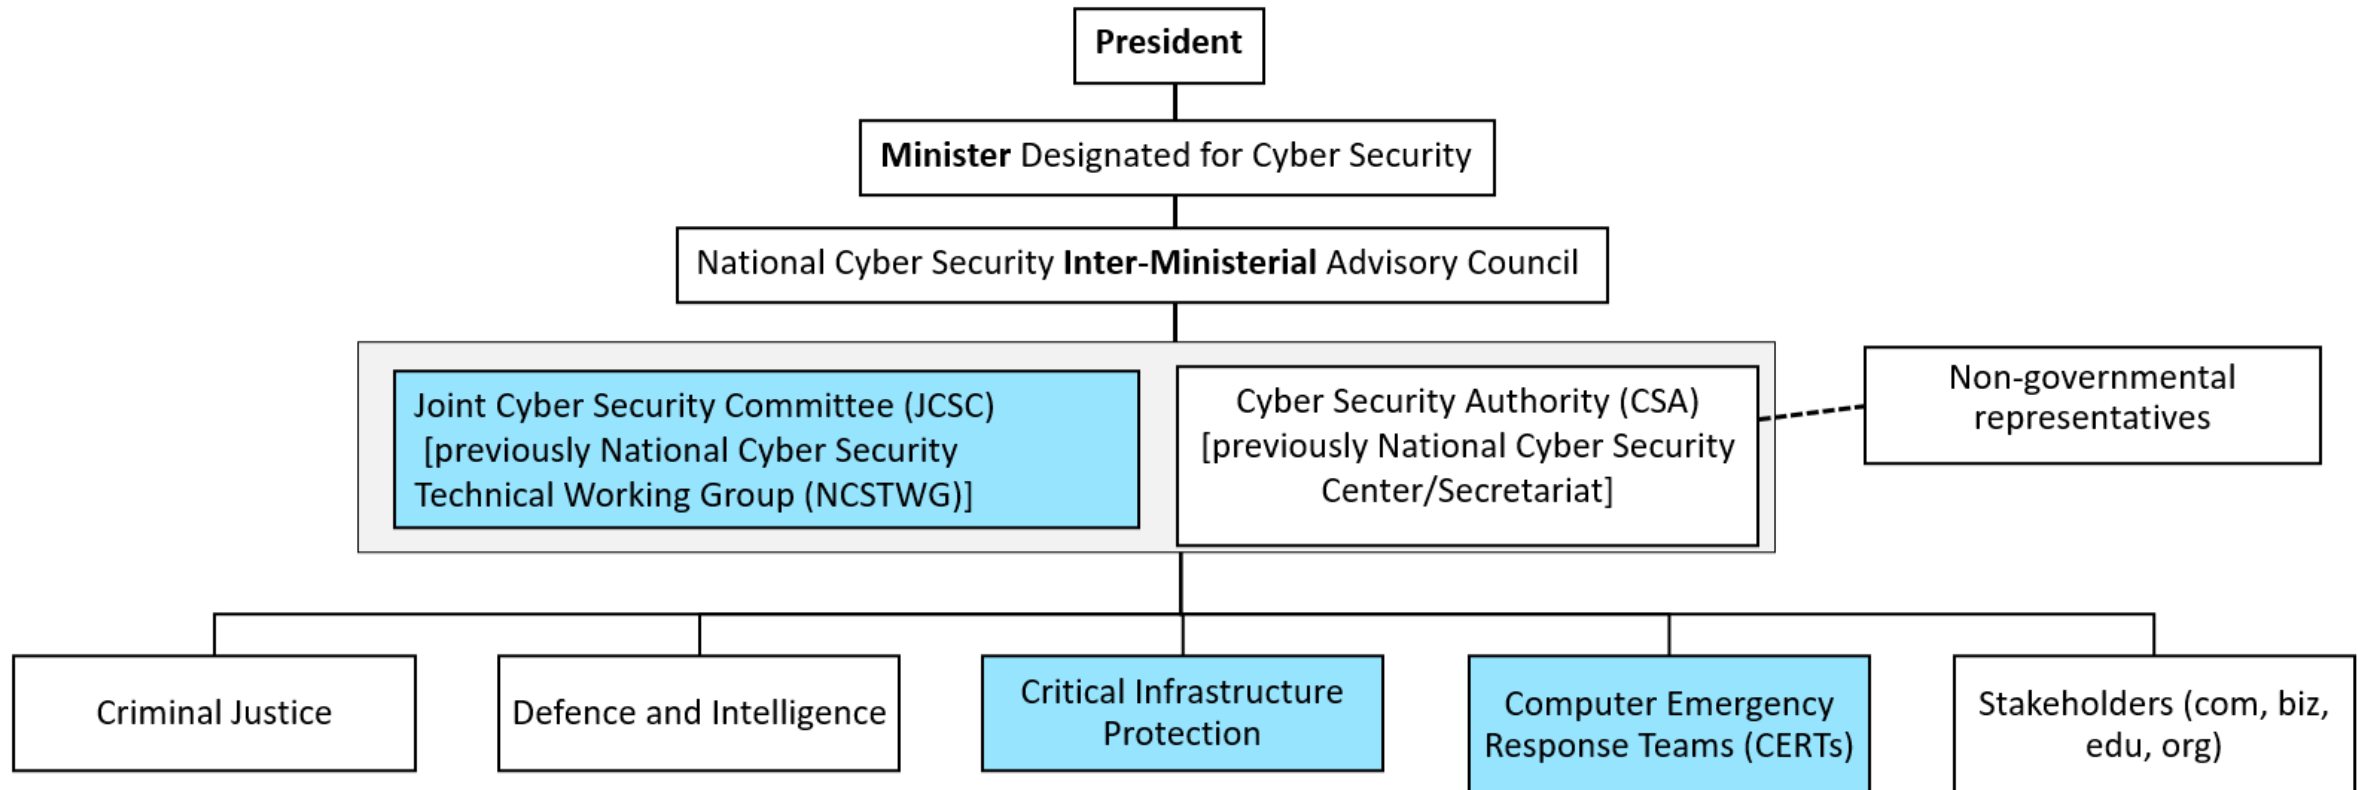 President
Minister Designated for Cyber Security
National Cyber Security Inter-Ministerial Advisory Council
Joint Cyber Security Committee (JCSC)
[previously National Cyber Security
Technical Working Group (NCSTWG)]
Cyber Security Authority (CSA)
[previously National Cyber Security
Center/Secretariat]
Non-governmental
representatives
Criminal Justice
Defence and Intelligence
Critical Infrastructure
Protection
Computer Emergency
Response Teams (CERTs)
Stakeholders (com, biz,
edu, org)